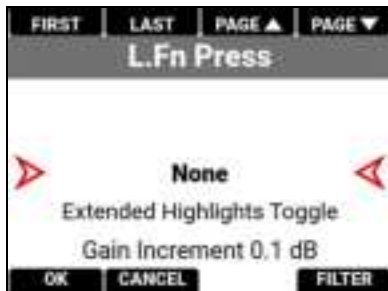 FIRST LAST PAGE ▲ PAGE ▼
L.Fn Press
None
Extended Highlights Toggle
Gain Increment 0.1 dB
OK CANCEL FILTER